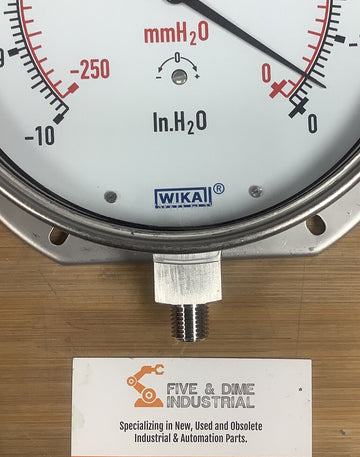 mmH₂O
-250
- 0 +
0
-10
In.H₂O
0
WIKA ®
FIVE & DIME
INDUSTRIAL
Specializing in New, Used and Obsolete
Industrial & Automation Parts.